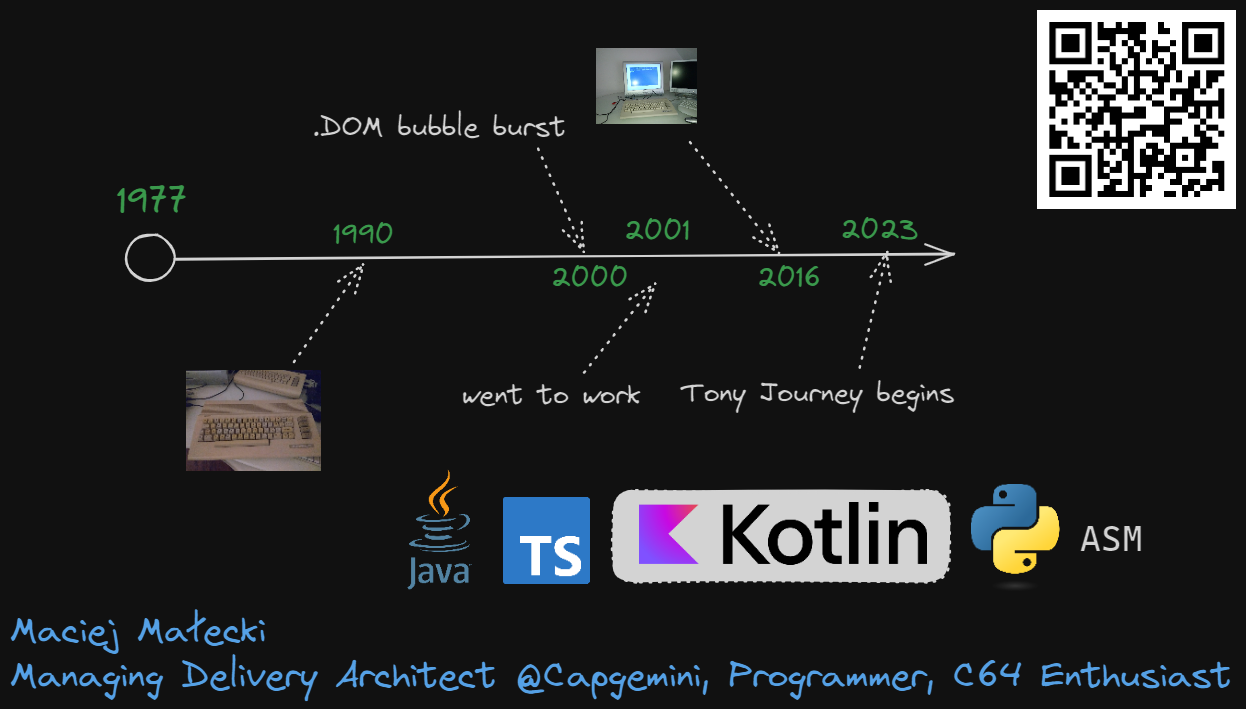 .DOM bubble burst
1977
1990
2001
2023
2000
2016
went to work
Tony Journey begins
Java
TS
Kotlin
ASM
Maciej Małecki
Managing Delivery Architect @Capgemini, Programmer, C64 Enthusiast